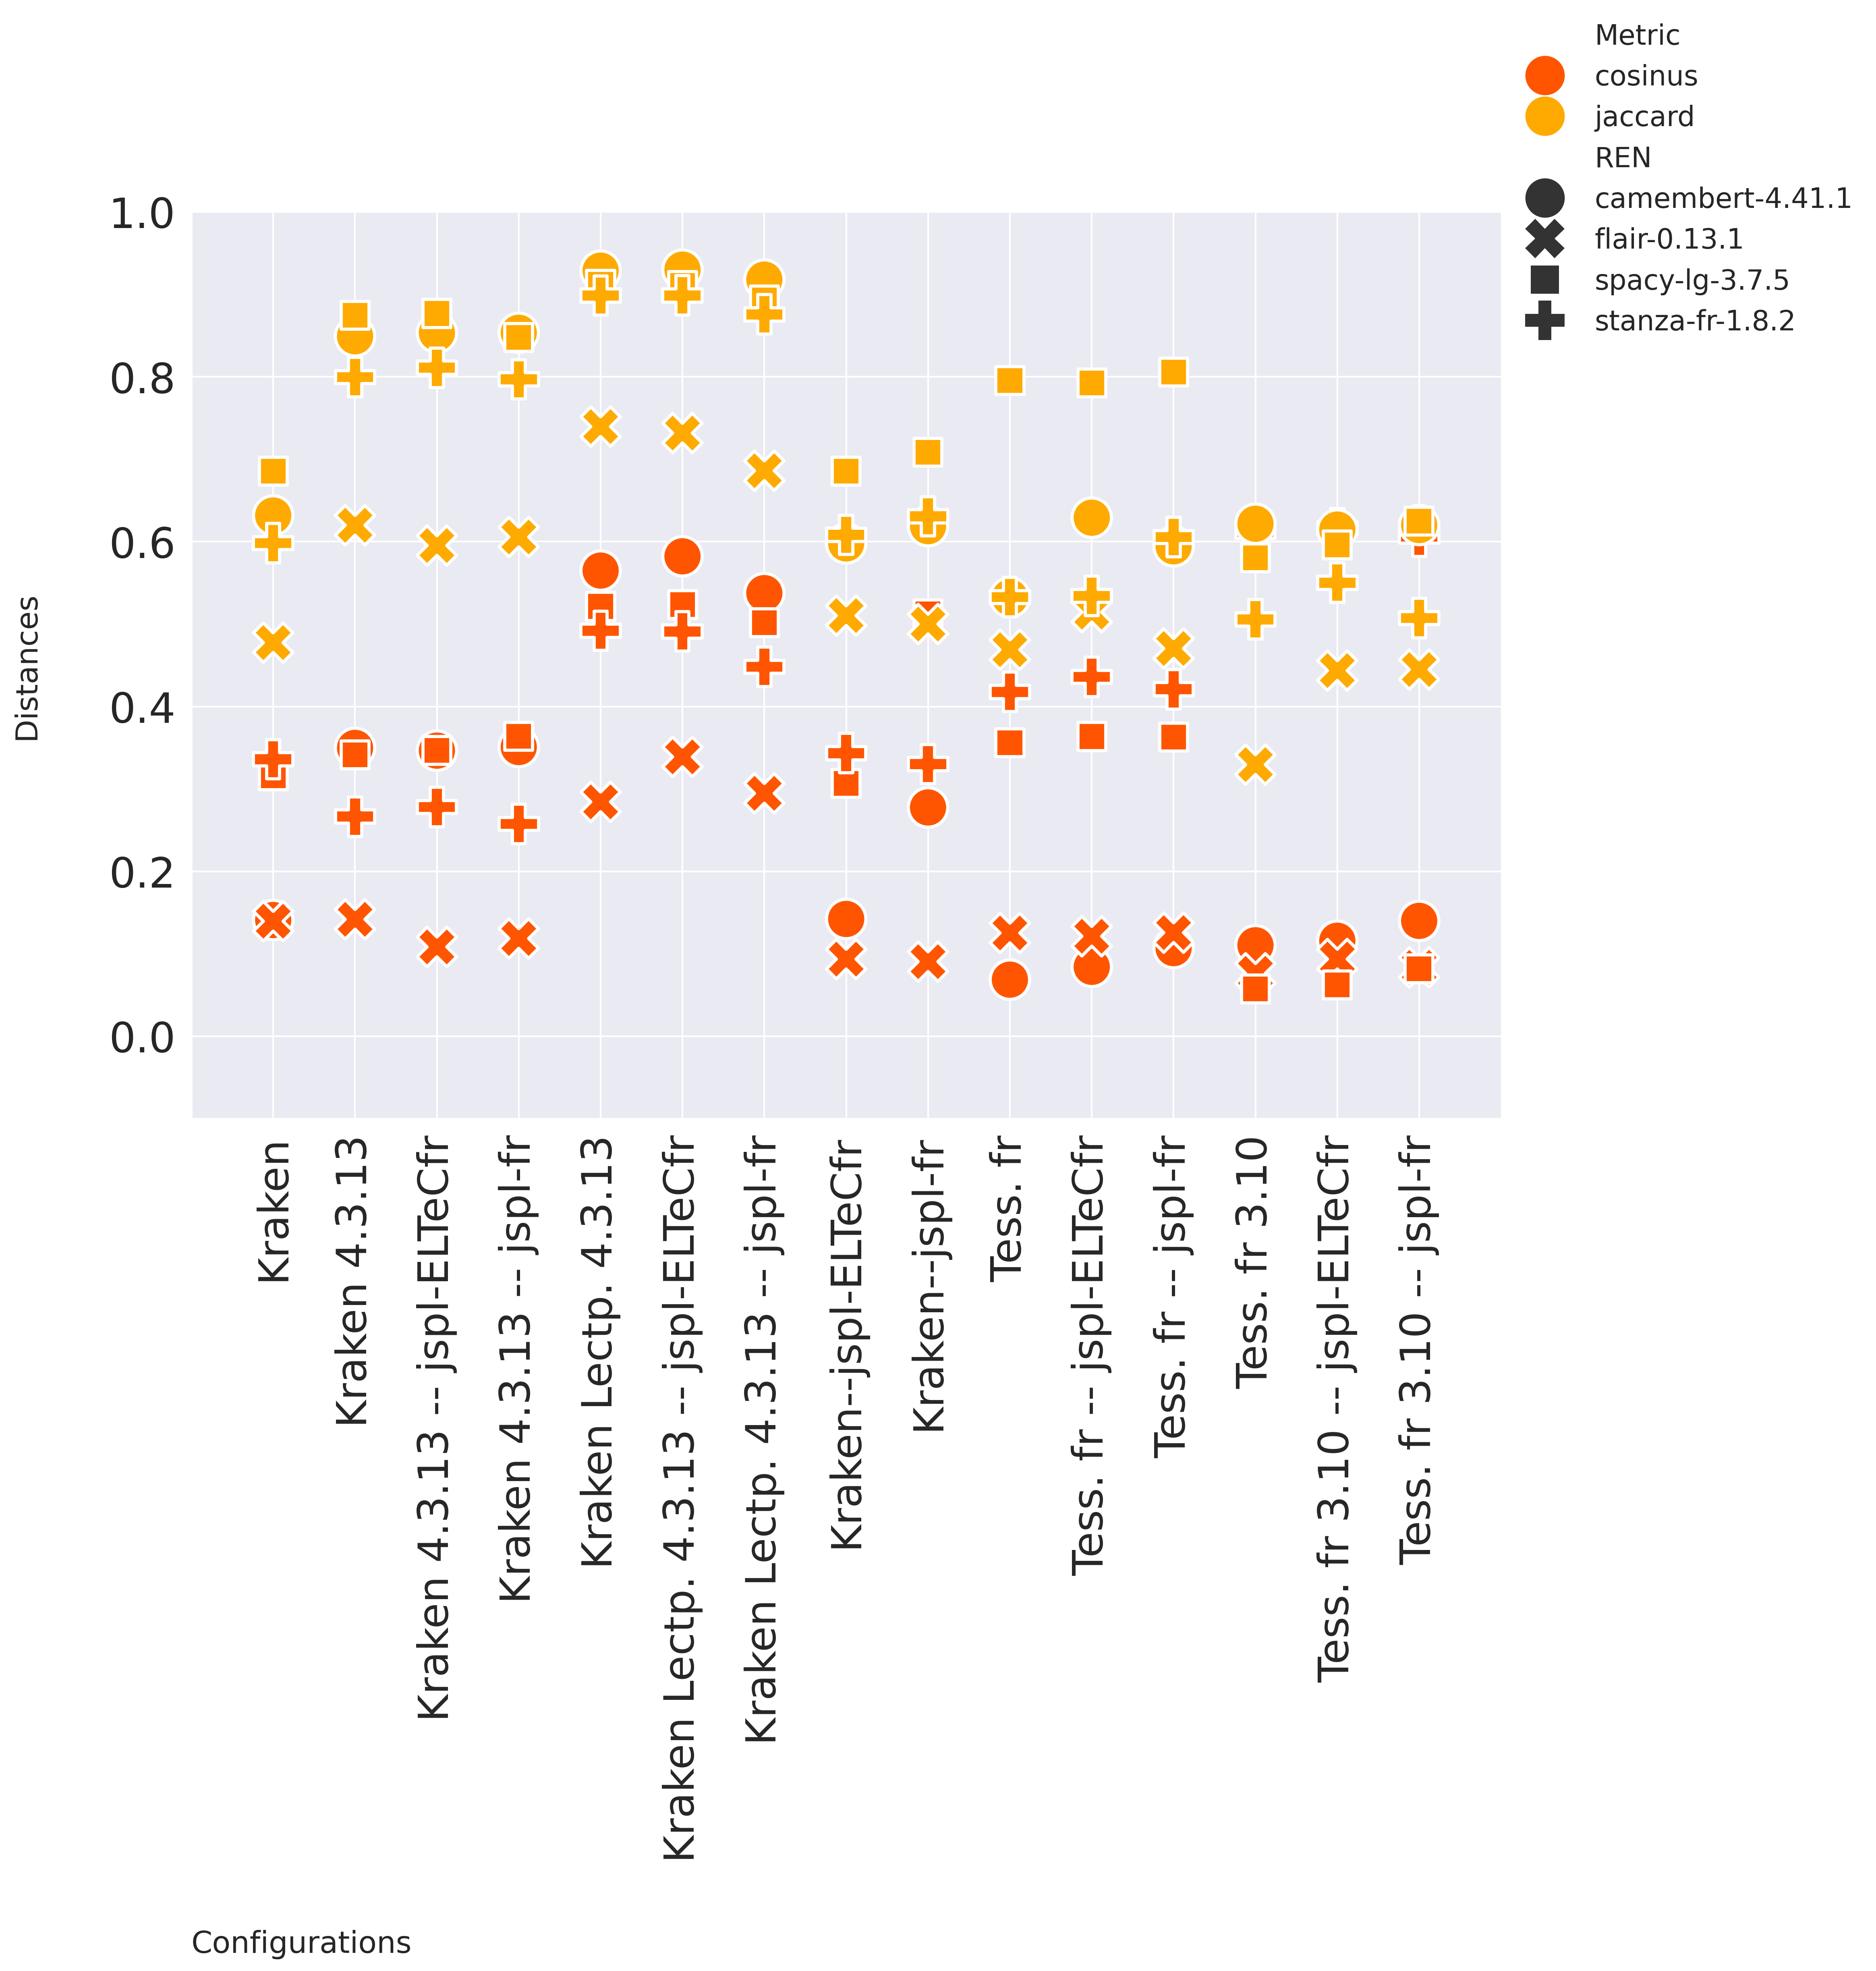 Metric
cosinus
jaccard
REN
camembert-4.41.1
flair-0.13.1
spacy-lg-3.7.5
stanza-fr-1.8.2
Distances
1.0
0.8
0.6
0.4
0.2
0.0
Kraken
Kraken 4.3.13
Kraken 4.3.13 -- jspl-ELTeCfr
Kraken 4.3.13 -- jspl-fr
Kraken Lectp. 4.3.13
Kraken Lectp. 4.3.13 -- jspl-ELTeCfr
Kraken Lectp. 4.3.13 -- jspl-fr
Kraken--jspl-ELTeCfr
Kraken--jspl-fr
Tess. fr
Tess. fr -- jspl-ELTeCfr
Tess. fr -- jspl-fr
Tess. fr 3.10
Tess. fr 3.10 -- jspl-ELTeCfr
Tess. fr 3.10 -- jspl-fr
Configurations